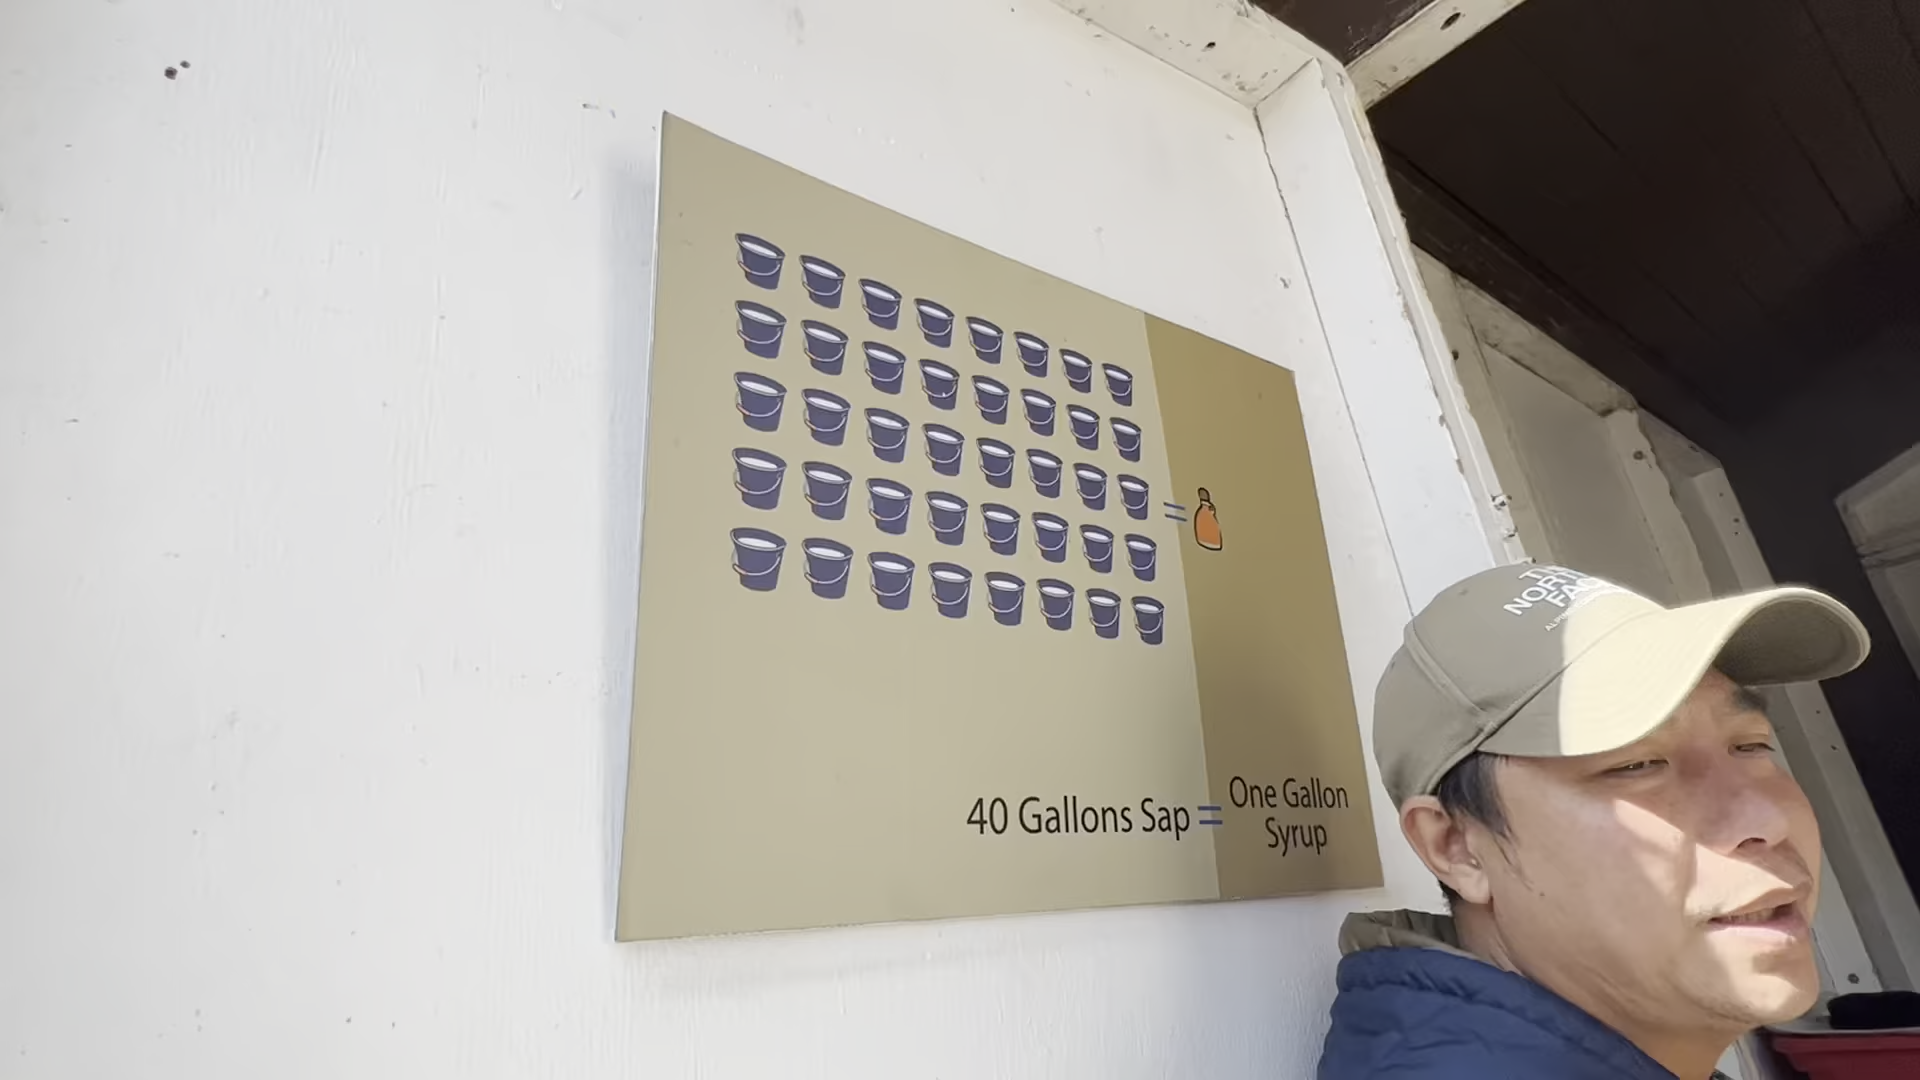 40 Gallons Sap = One Gallon
Syrup
THE
NORTH
FACE